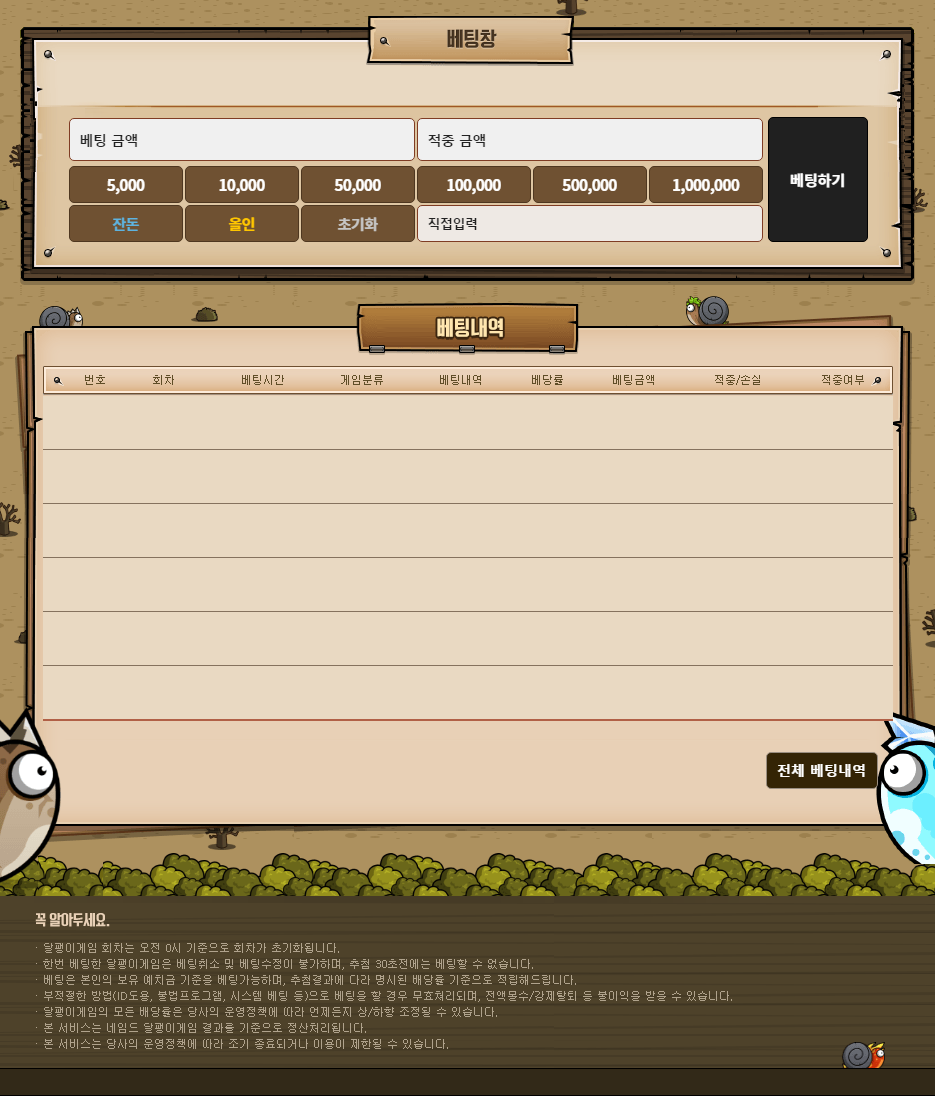 베팅창
베팅 금액
적중 금액
5,000
10,000
50,000
100,000
500,000
1,000,000
베팅하기
잔돈
올인
초기화
직접입력
베팅내역
번호 회차 베팅시간 게임분류 베팅내역 배당률 베팅금액 적중/손실 적중여부
전체 베팅내역
꼭 알아두세요.
· 달팽이게임 회차는 오전 0시 기준으로 회차가 초기화됩니다.
· 한번 베팅한 달팽이게임은 베팅취소 및 베팅수정이 불가하며, 추첨 30초전에는 베팅할 수 없습니다.
· 베팅은 본인의 보유 예치금 기준을 베팅가능하며, 추첨결과에 다라 명시된 배당률 기준으로 적립해드립니다.
· 부적절한 방법(ID도용, 불법프로그램, 시스템 베팅 등)으로 베팅을 할 경우 무효쳐리되며, 전액몰수/강제탈퇴 등 불이익을 받을 수 있습니다.
· 달팽이게임의 모든 배당률은 당사의 운영정책에 따라 언제든지 상/하향 조정될 수 있습니다.
· 본 서비스는 네임드 달팽이게임 결과를 기준으로 정산처리됩니다.
· 본 서비스는 당사의 운영정책에 따라 조기 종료되거나 이용이 제한될 수 있습니다.